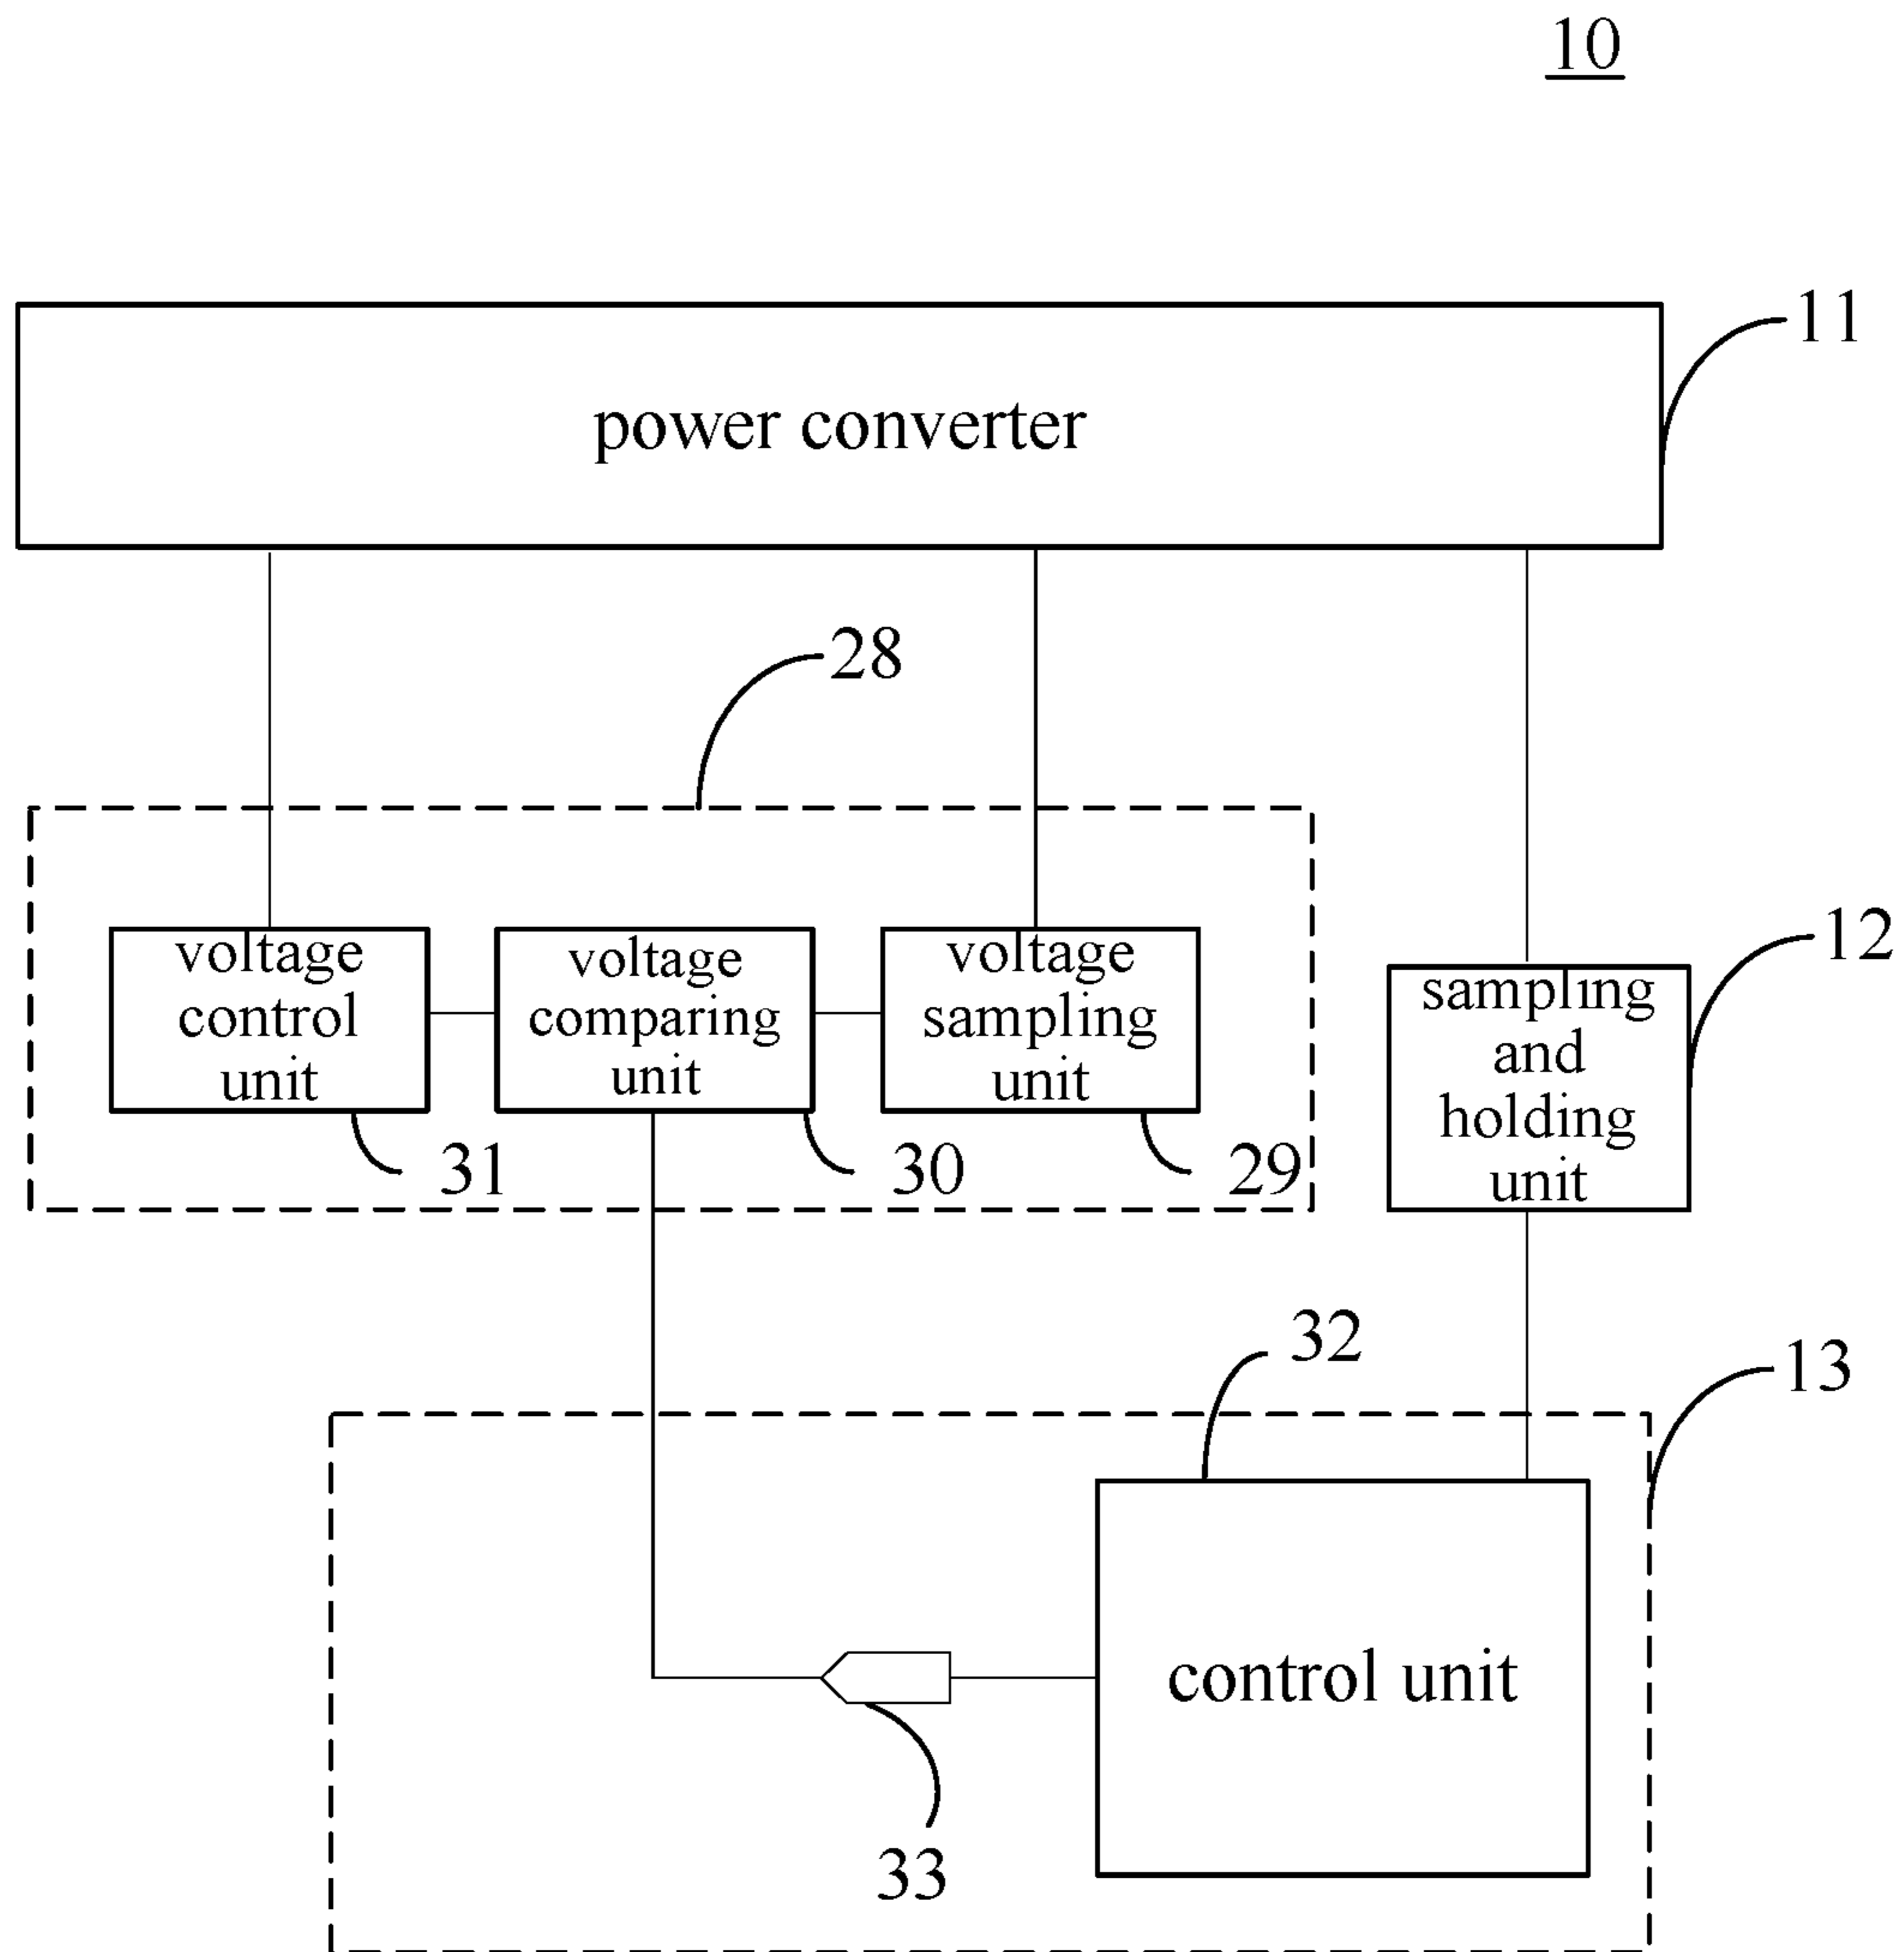 10
11
power converter
28
voltage
control
unit
voltage
comparing
unit
voltage
sampling
unit
12
sampling
and
holding
unit
31
30
29
32
13
control unit
33